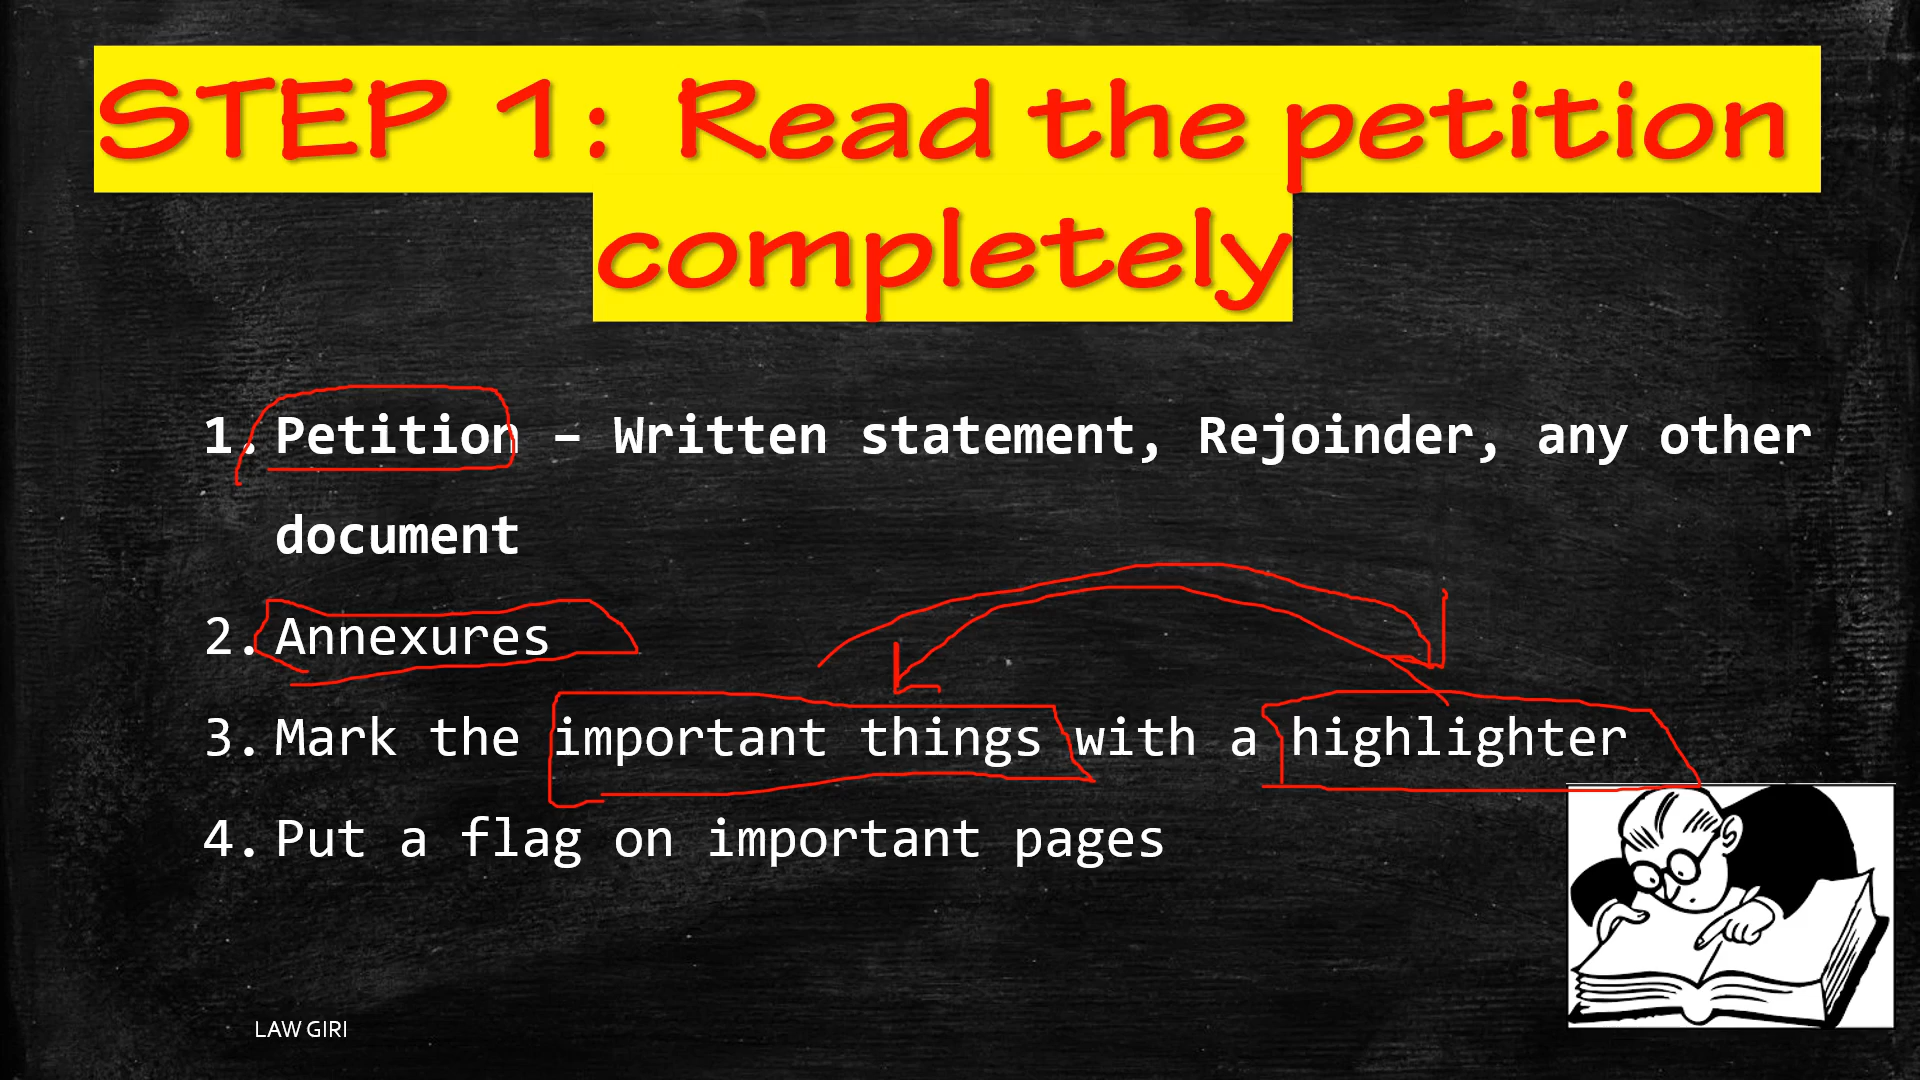 STEP 1: Read the petition
completely
1. Petition – Written statement, Rejoinder, any other
document
2. Annexures
3. Mark the important things with a highlighter
4. Put a flag on important pages
LAW GIRI